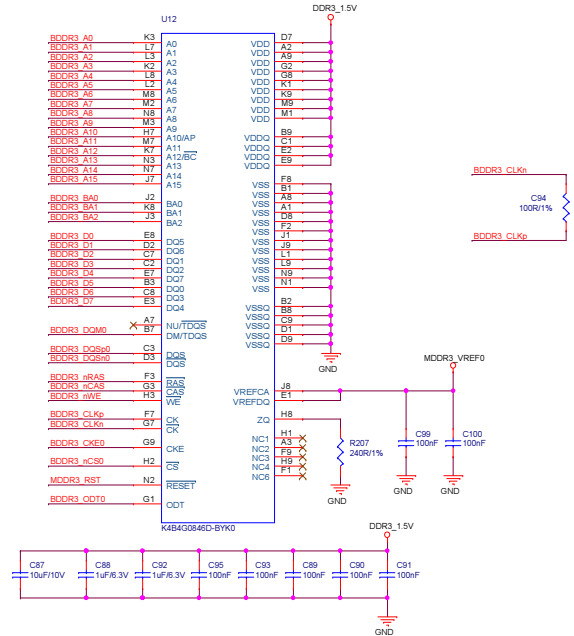 DDR3_1.5V
U12
BDDR3_A0 K3 A0 VDD D7
BDDR3_A1 L7 A1 VDD A2
BDDR3_A2 L3 A2 VDD A9
BDDR3_A3 K2 A3 VDD G2
BDDR3_A4 L8 A4 VDD G8
BDDR3_A5 L2 A5 VDD K1
BDDR3_A6 M8 A6 VDD K9
BDDR3_A7 M2 A7 VDD M9
BDDR3_A8 N8 A8 VDD M1
BDDR3_A9 M3 A9
BDDR3_A10 H7 A10/AP VDDQ B9
BDDR3_A11 M7 A11 VDDQ C1
BDDR3_A12 K7 A12/BC VDDQ E2
BDDR3_A13 N3 A13 VDDQ E9
BDDR3_A14 N7 A14
BDDR3_A15 J7 A15 VSS F8
VSS B1
BDDR3_BA0 J2 BA0 VSS A8
BDDR3_BA1 K8 BA1 VSS A1
BDDR3_BA2 J3 BA2 VSS D8
VSS F2
BDDR3_D0 E8 DQ5 VSS J1
BDDR3_D1 D2 DQ6 VSS J9
BDDR3_D2 C7 DQ1 VSS L1
BDDR3_D3 C2 DQ2 VSS L9
BDDR3_D4 E7 DQ7 VSS N9
BDDR3_D5 B3 DQ0 VSS N1
BDDR3_D6 C8 DQ3
BDDR3_D7 E3 DQ4 VSSQ B2
VSSQ B8
A7 NU/TDQS VSSQ C9
BDDR3_DQM0 B7 DM/TDQS VSSQ D1
VSSQ D9
BDDR3_DQSp0 C3 DQS
BDDR3_DQSn0 D3 DQS
GND
BDDR3_nRAS F3 RAS
BDDR3_nCAS G3 CAS VREFCA J8
BDDR3_nWE H3 WE VREFDQ E1
MDDR3_VREF0
BDDR3_CLKp F7 CK ZQ H8
BDDR3_CLKn G7 CK
NC1 H1
BDDR3_CKE0 G9 CKE NC2 A3
NC3 F9
BDDR3_nCS0 H2 CS NC4 H9
NC6 F1
MDDR3_RST N2 RESET
BDDR3_ODT0 G1 ODT
K4B4G0846D-BYK0
R207
240R/1%
GND
C99
100nF
GND
C100
100nF
GND
BDDR3_CLKn
C94
100R/1%
BDDR3_CLKp
DDR3_1.5V
C87 C88 C92 C95 C93 C89 C90 C91
10uF/10V 1uF/6.3V 1uF/6.3V 100nF 100nF 100nF 100nF 100nF
GND